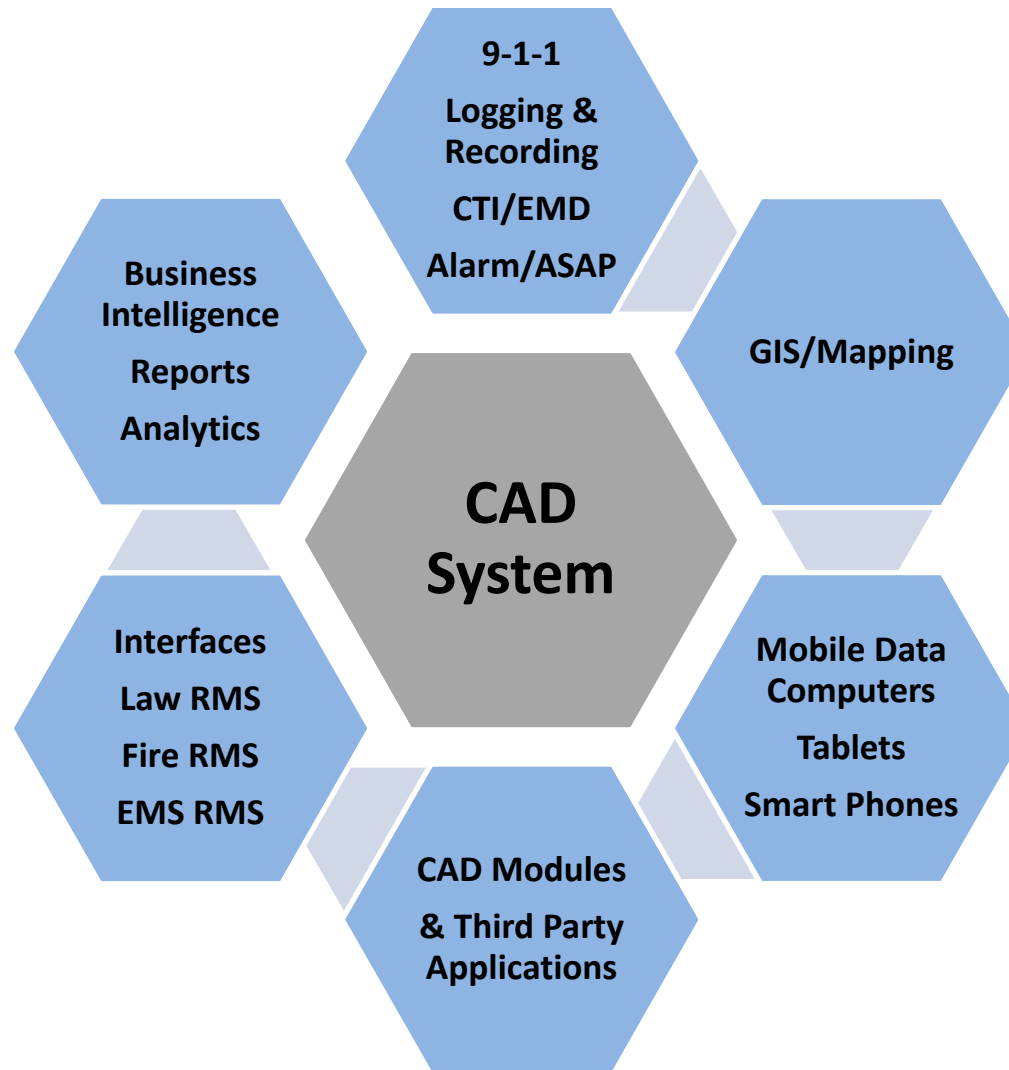 9-1-1
Logging &
Recording
CTI/EMD
Alarm/ASAP
GIS/Mapping
Mobile Data
Computers
Tablets
Smart Phones
CAD Modules
& Third Party
Applications
Interfaces
Law RMS
Fire RMS
EMS RMS
Business
Intelligence
Reports
Analytics
CAD
System